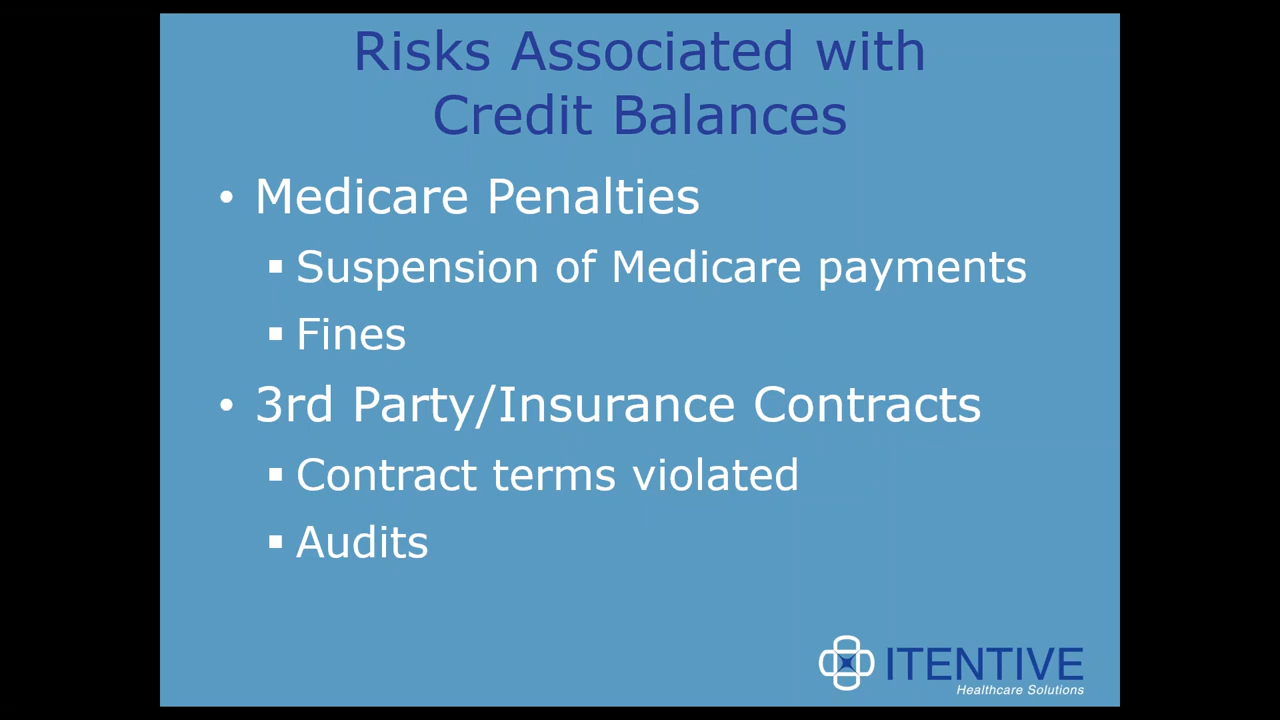 Risks Associated with
Credit Balances
• Medicare Penalties
▪ Suspension of Medicare payments
▪ Fines
• 3rd Party/Insurance Contracts
▪ Contract terms violated
▪ Audits
ITENTIVE
Healthcare Solutions